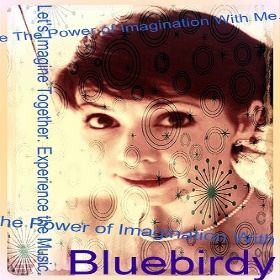 e The Power of Imagination With Me.
Let's Imagine Together. Experience the Music.
he Power of Imagination With
Bluebirdy